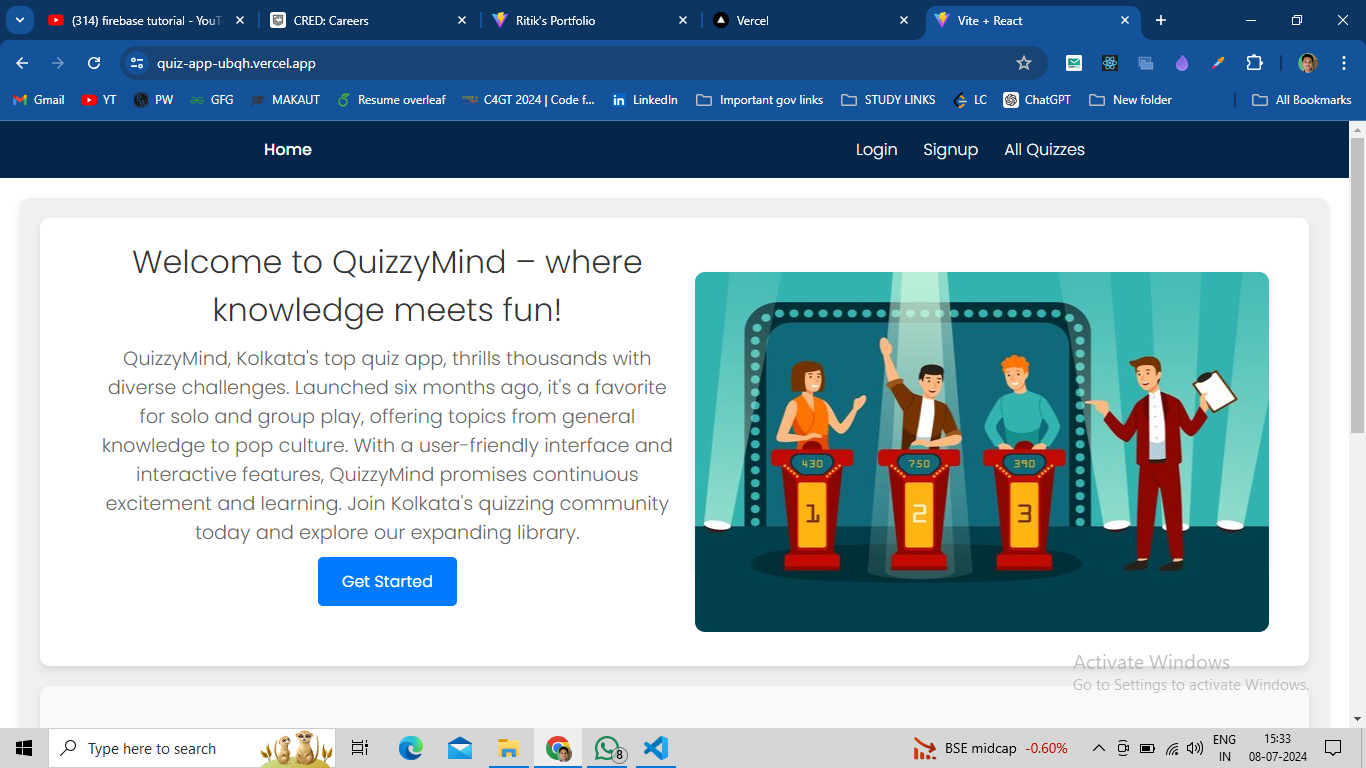 (314) firebase tutorial - YouT
CRED: Careers
Ritik's Portfolio
Vercel
Vite + React
quiz-app-ubqh.vercel.app
Gmail
YT
PW
GFG
MAKAUT
Resume overleaf
C4GT 2024 | Code f...
LinkedIn
Important gov links
STUDY LINKS
LC
ChatGPT
New folder
All Bookmarks
Home
Login
Signup
All Quizzes
Welcome to QuizzyMind – where
knowledge meets fun!
QuizzyMind, Kolkata's top quiz app, thrills thousands with
diverse challenges. Launched six months ago, it's a favorite
for solo and group play, offering topics from general
knowledge to pop culture. With a user-friendly interface and
interactive features, QuizzyMind promises continuous
excitement and learning. Join Kolkata's quizzing community
today and explore our expanding library.
Get Started
430
750
390
1
2
3
Activate Windows
Go to Settings to activate Windows.
Type here to search
8
BSE midcap -0.60%
ENG
IN
15:33
08-07-2024